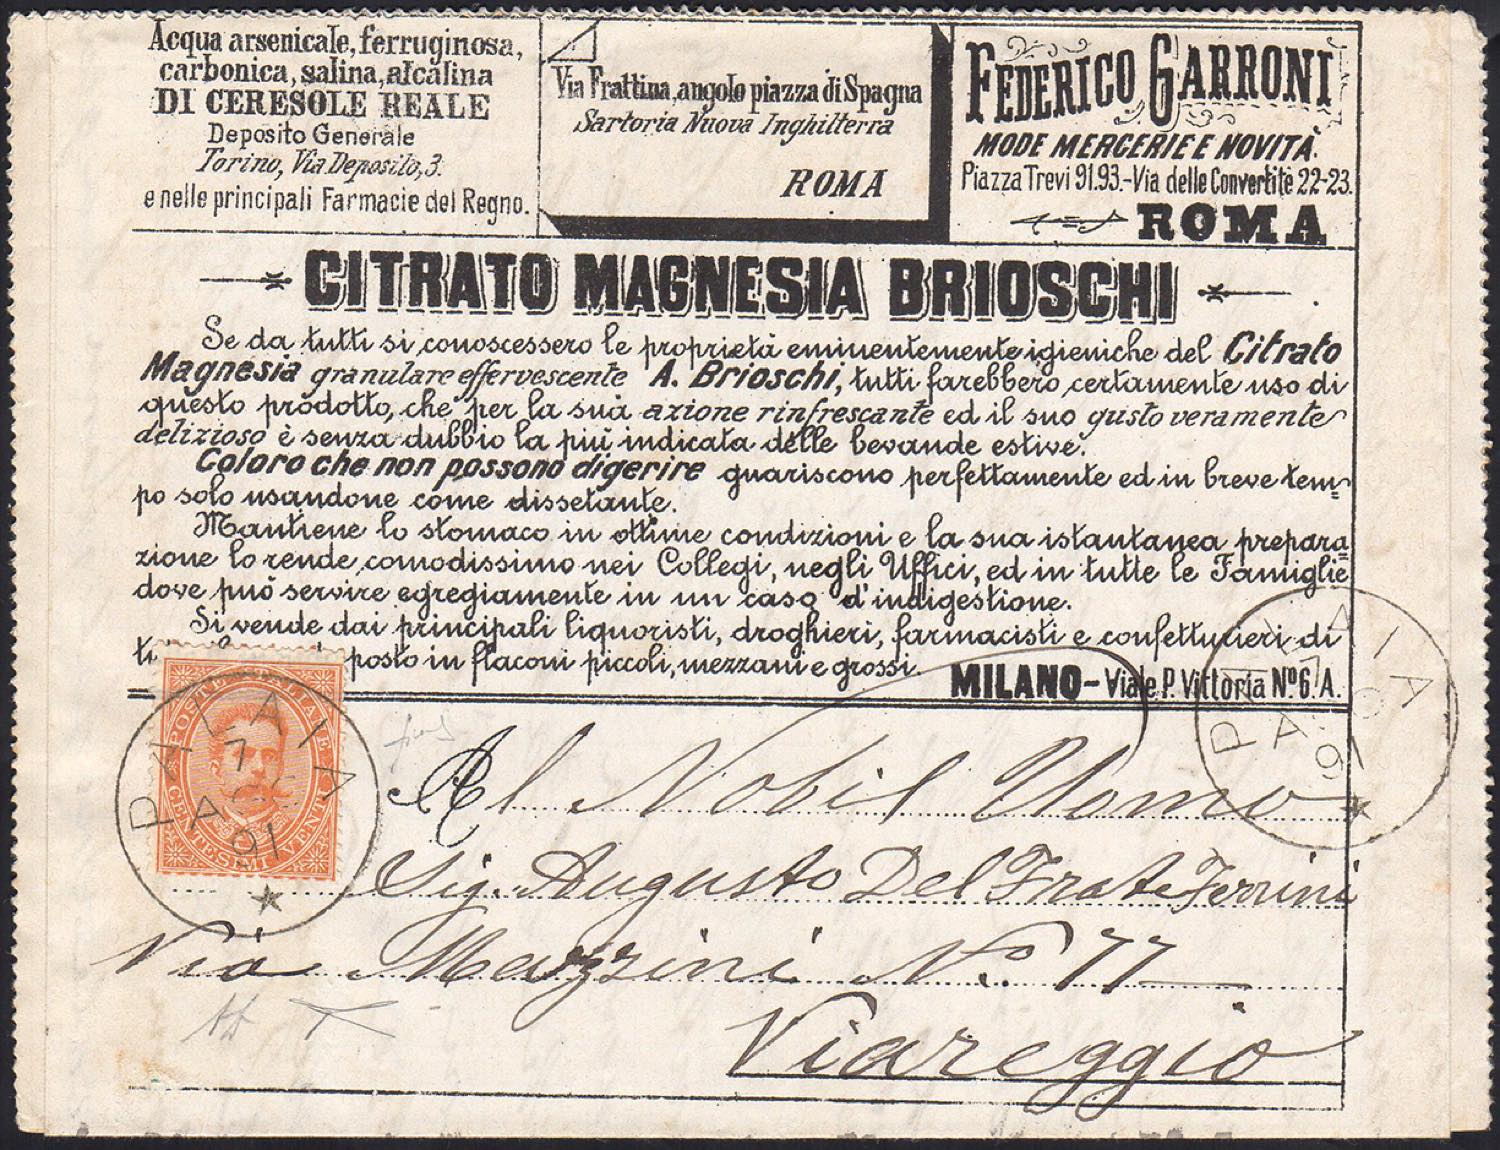 Acqua arsenicale, ferruginosa,
carbonica, salina, alcalina
DI CERESOLE REALE
Deposito Generale
Torino, Via Deposito, 3.
e nelle principali Farmacie del Regno.
Via Frattina, angolo piazza di Spagna
Sartoria Nuova Inghilterra
ROMA
FEDERICO GARRONI
MODE MERCERIE E NOVITÀ.
Piazza Trevi 91.93.-Via delle Convertite 22-23.
ROMA
CITRATO MAGNESIA BRIOSCHI
Se da tutti si conoscessero le proprietà eminentemente igieniche del Citrato
Magnesia granulare effervescente A. Brioschi, tutti farebbero certamente uso di
questo prodotto, che per la sua azione rinfrescante ed il suo gusto veramente
delizioso è senza dubbio la più indicata delle bevande estive.
Coloro che non possono digerire guariscono perfettamente ed in breve tem=
po solo usandone come dissetante.
Mantiene lo stomaco in ottime condizioni e la sua istantanea prepara=
zione lo rende comodissimo nei Collegi, negli Uffici, ed in tutte le Famiglie
dove può servire egregiamente in un caso d'indigestione.
Si vende dai principali liquoristi, droghieri, farmacisti e confetturieri di
posto in flaconi piccoli, mezzani e grossi.
MILANO - Viale P. Vittoria Nº 6. A.
POSTE ITALIANE
CENTESIMI VENTI
PALAIA
7
91
PALAIA
7
91
Al Nobil Uomo
Sig. Augusto Del Frate Ferrini
Via Mazzini N.º 77
Viareggio